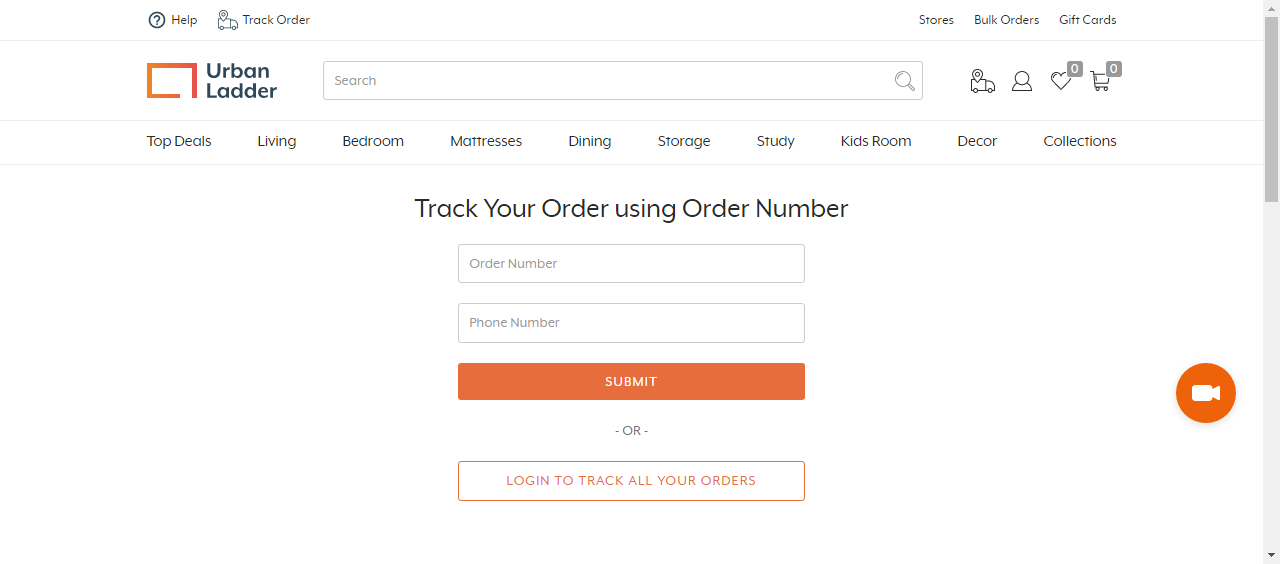 Help Track Order Stores Bulk Orders Gift Cards
Urban
Ladder
Search
0 0
Top Deals Living Bedroom Mattresses Dining Storage Study Kids Room Decor Collections
Track Your Order using Order Number
Order Number
Phone Number
SUBMIT
- OR -
LOGIN TO TRACK ALL YOUR ORDERS